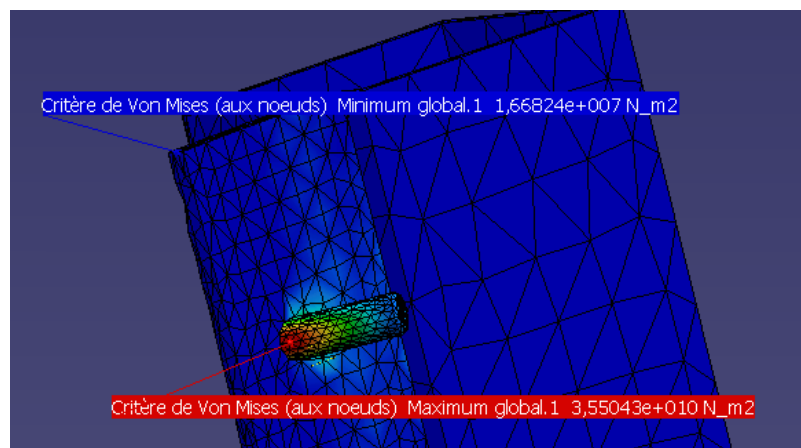 Critère de Von Mises (aux noeuds) Minimum global.1 1,66824e+007 N_m2
Critère de Von Mises (aux noeuds) Maximum global.1 3,55043e+010 N_m2